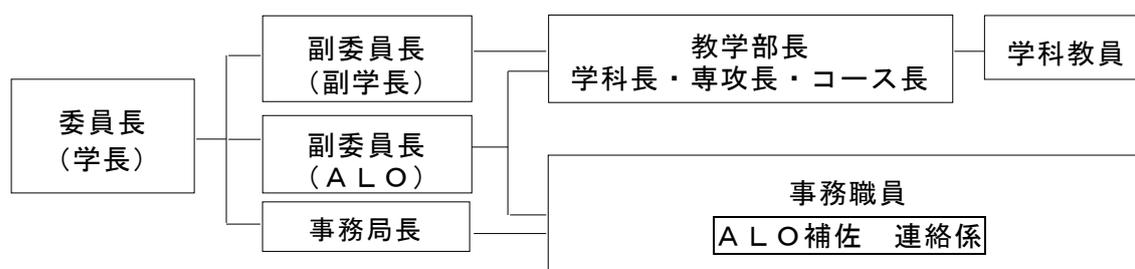 委員長
(学長)
副委員長
(副学長)
副委員長
(ALO)
事務局長
教学部長
学科長・専攻長・コース長
学科教員
事務職員
ALO補佐　連絡係